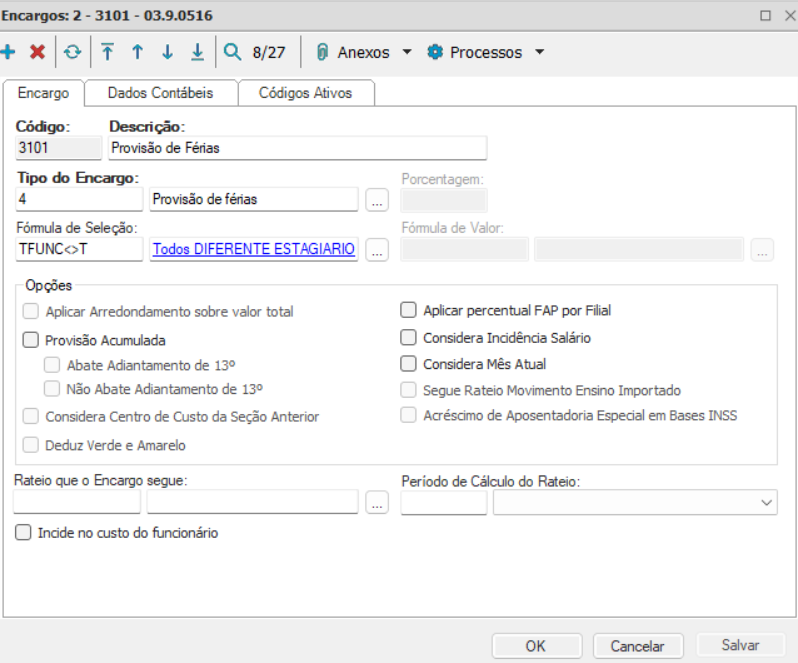 Encargos: 2 - 3101 - 03.9.0516
8/27 Anexos Processos
Encargo Dados Contábeis Códigos Ativos
Código: Descrição:
3101 Provisão de Férias
Tipo do Encargo: Porcentagem:
4 Provisão de férias ...
Fórmula de Seleção: Fórmula de Valor:
TFUNC<>T Todos DIFERENTE ESTAGIARIO ... ...
Opções
Aplicar Arredondamento sobre valor total Aplicar percentual FAP por Filial
Provisão Acumulada Considera Incidência Salário
Abate Adiantamento de 13º Considera Mês Atual
Não Abate Adiantamento de 13º Segue Rateio Movimento Ensino Importado
Considera Centro de Custo da Seção Anterior Acréscimo de Aposentadoria Especial em Bases INSS
Deduz Verde e Amarelo
Rateio que o Encargo segue: Período de Cálculo do Rateio:
...
Incide no custo do funcionário
OK Cancelar Salvar